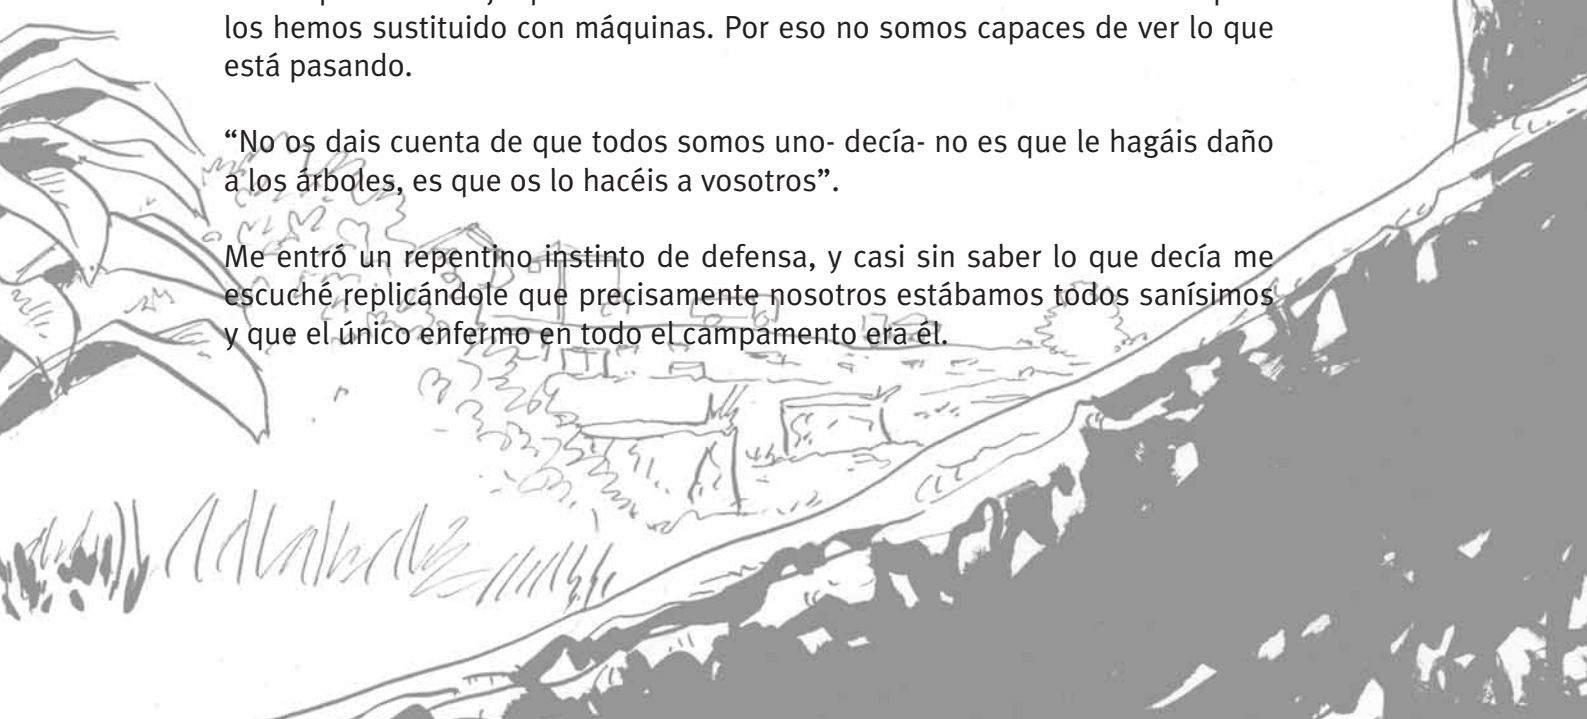 los hemos sustituido con máquinas. Por eso no somos capaces de ver lo que
está pasando.
“No os dais cuenta de que todos somos uno- decía- no es que le hagáis daño
a los árboles, es que os lo hacéis a vosotros”.
Me entró un repentino instinto de defensa, y casi sin saber lo que decía me
escuché replicándole que precisamente nosotros estábamos todos sanísimos
y que el único enfermo en todo el campamento era él.